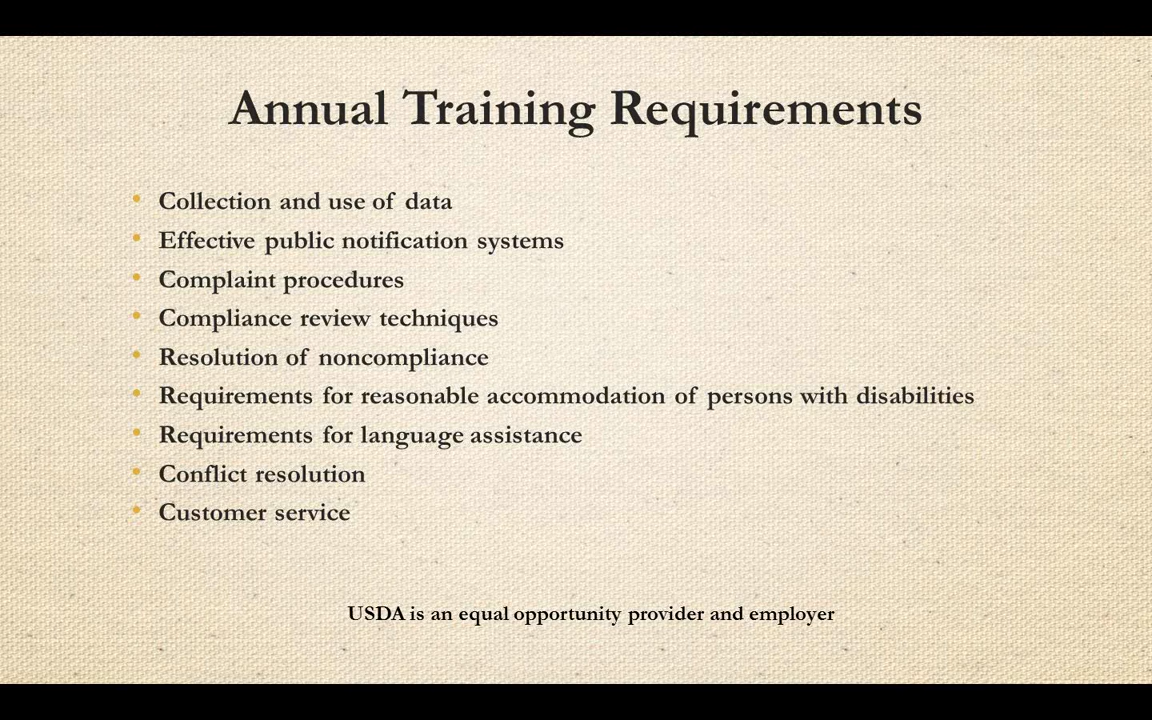 Annual Training Requirements
• Collection and use of data
• Effective public notification systems
• Complaint procedures
• Compliance review techniques
• Resolution of noncompliance
• Requirements for reasonable accommodation of persons with disabilities
• Requirements for language assistance
• Conflict resolution
• Customer service
USDA is an equal opportunity provider and employer